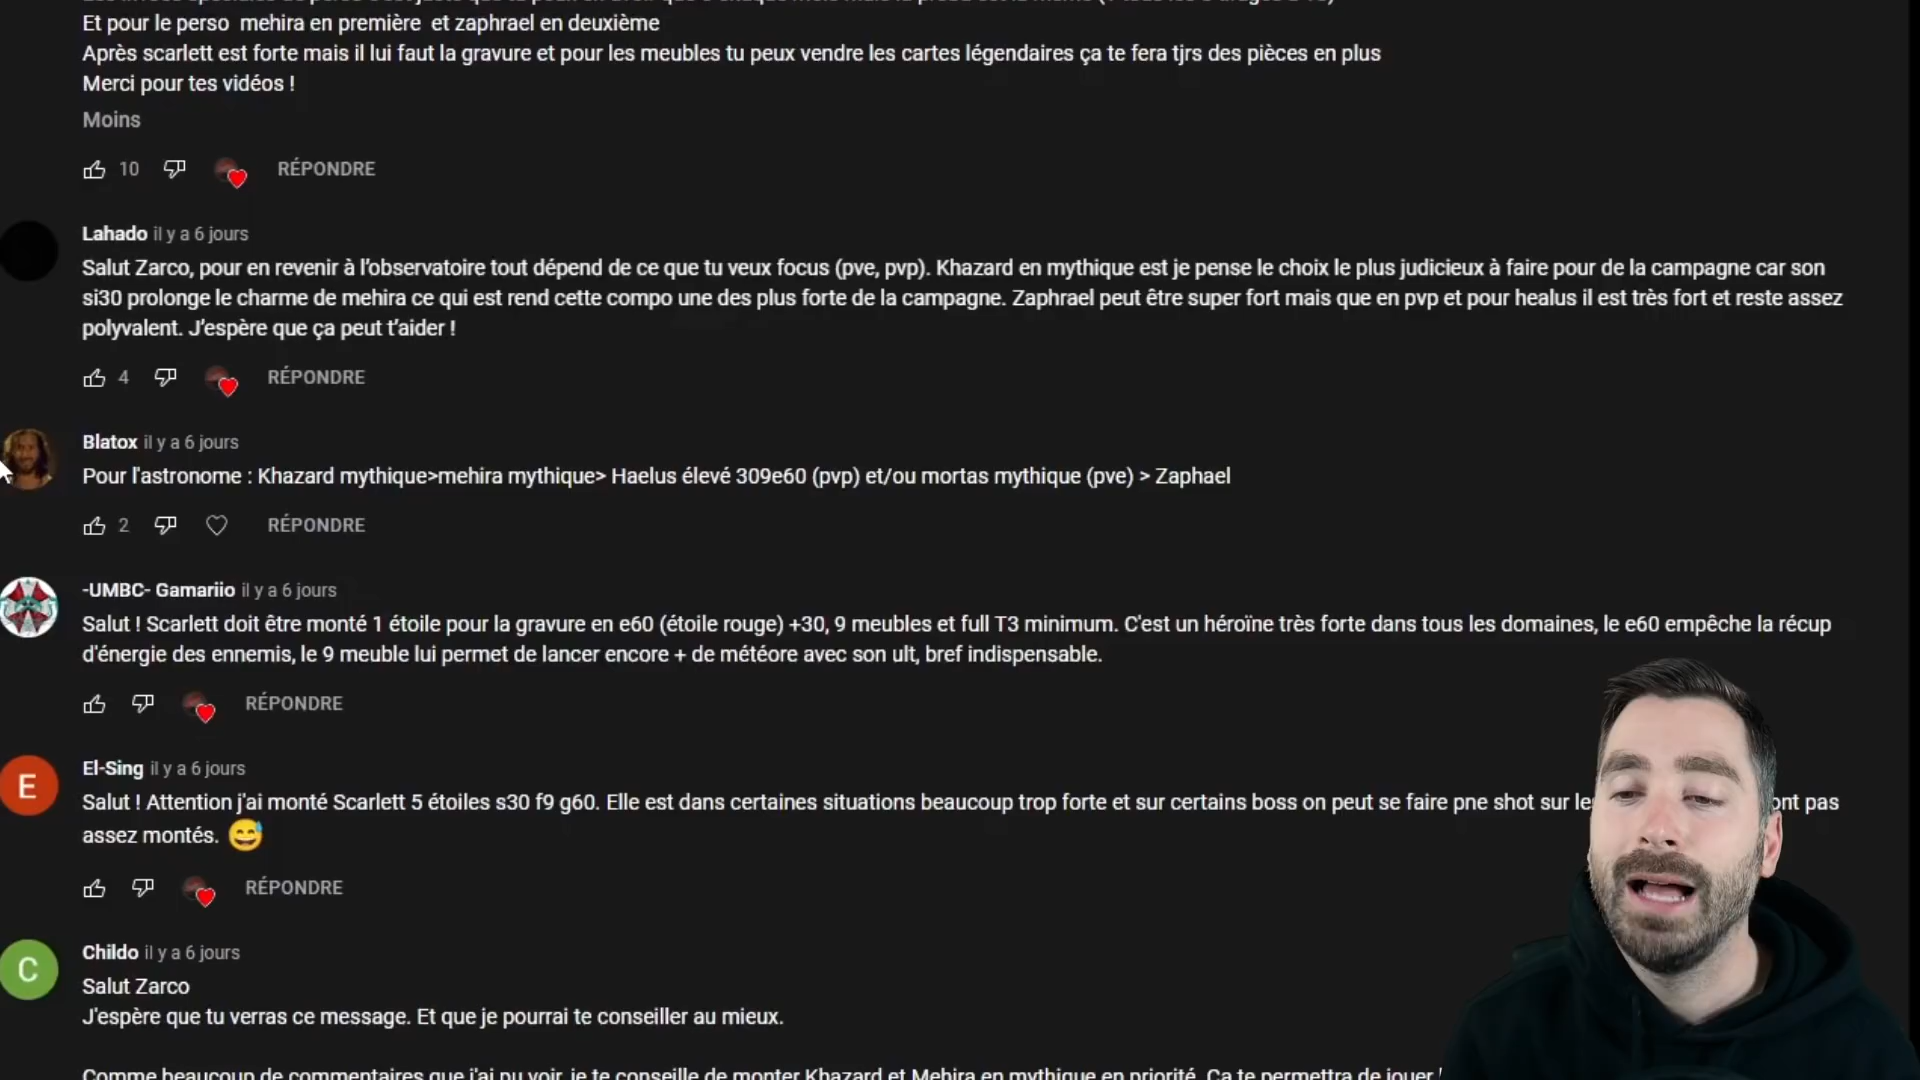 Et pour le perso mehira en première et zaphrael en deuxième
Après scarlett est forte mais il lui faut la gravure et pour les meubles tu peux vendre les cartes légendaires ça te fera tjrs des pièces en plus
Merci pour tes vidéos !
Moins
10 RÉPONDRE
Lahado il y a 6 jours
Salut Zarco, pour en revenir à l'observatoire tout dépend de ce que tu veux focus (pve, pvp). Khazard en mythique est je pense le choix le plus judicieux à faire pour de la campagne car son
si30 prolonge le charme de mehira ce qui est rend cette compo une des plus forte de la campagne. Zaphrael peut être super fort mais que en pvp et pour healus il est très fort et reste assez
polyvalent. J'espère que ça peut t'aider !
4 RÉPONDRE
Blatox il y a 6 jours
Pour l'astronome : Khazard mythique>mehira mythique> Haelus élevé 309e60 (pvp) et/ou mortas mythique (pve) > Zaphael
2 RÉPONDRE
-UMBC- Gamariio il y a 6 jours
Salut ! Scarlett doit être monté 1 étoile pour la gravure en e60 (étoile rouge) +30, 9 meubles et full T3 minimum. C'est un héroïne très forte dans tous les domaines, le e60 empêche la récup
d'énergie des ennemis, le 9 meuble lui permet de lancer encore + de météore avec son ult, bref indispensable.
RÉPONDRE
E
El-Sing il y a 6 jours
Salut ! Attention j'ai monté Scarlett 5 étoiles s30 f9 g60. Elle est dans certaines situations beaucoup trop forte et sur certains boss on peut se faire pne shot sur pas
assez montés.
RÉPONDRE
C
Childo il y a 6 jours
Salut Zarco
J'espère que tu verras ce message. Et que je pourrai te conseiller au mieux.
Comme beaucoup de commentaires que j'ai pu voir, je te conseille de monter Khazard et Mehira en mythique en priorité. Ça te permettra de jouer